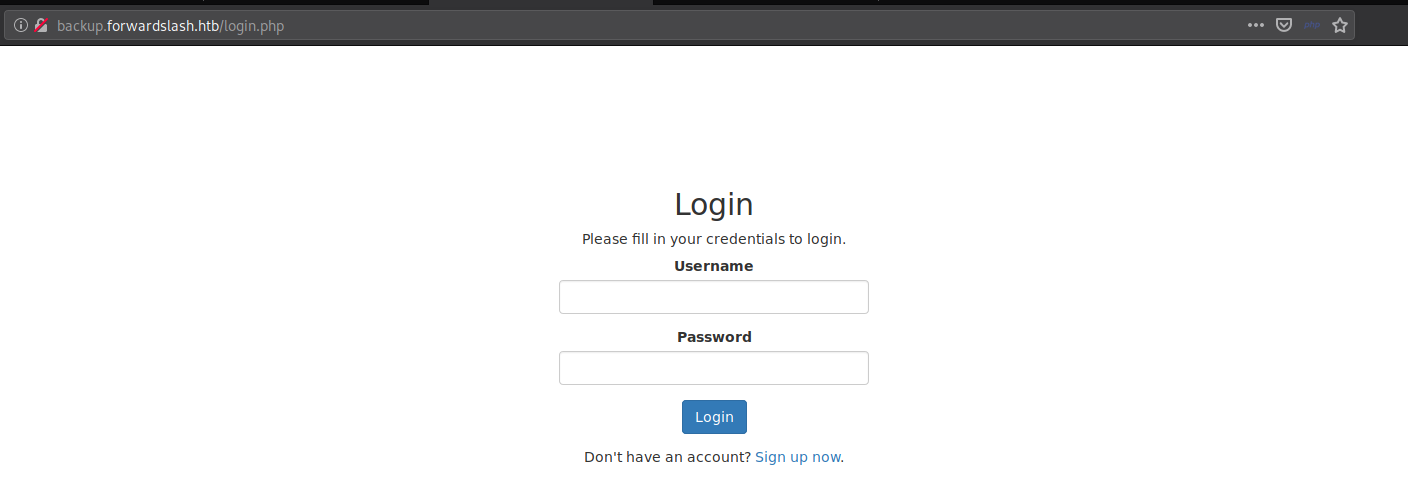 backup.forwardslash.htb/login.php
Login
Please fill in your credentials to login.
Username
Password
Login
Don't have an account? Sign up now.